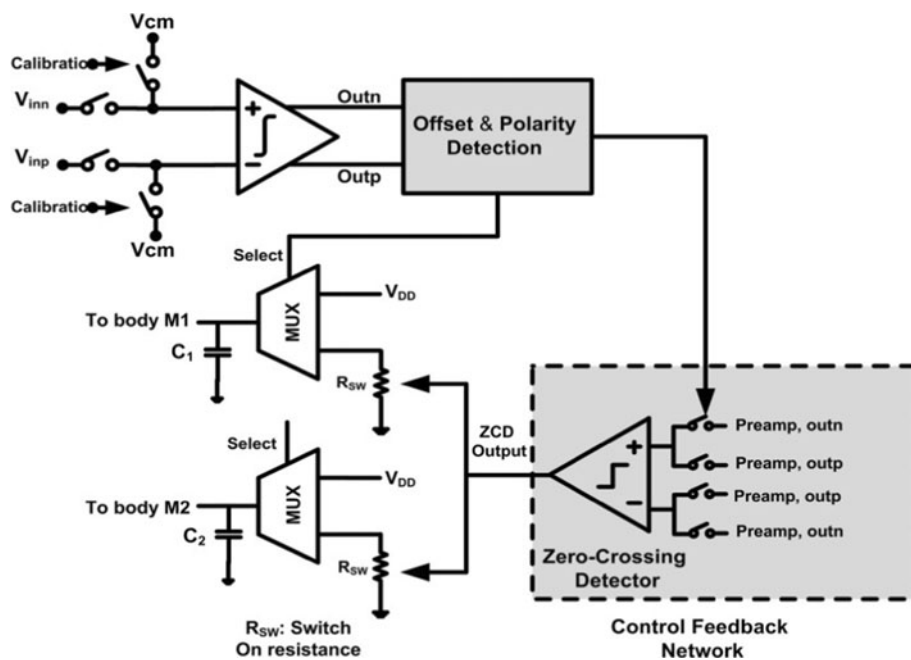 Vcm
Calibratio
Vinn
Outn
Offset & Polarity
Detection
Vinp
Outp
Calibratio
Vcm
Select
VDD
MUX
To body M1
C1
RSW
Select
ZCD
Output
Preamp, outn
Preamp, outp
Preamp, outp
Preamp, outn
VDD
MUX
To body M2
C2
RSW
Zero-Crossing
Detector
RSW: Switch
On resistance
Control Feedback
Network